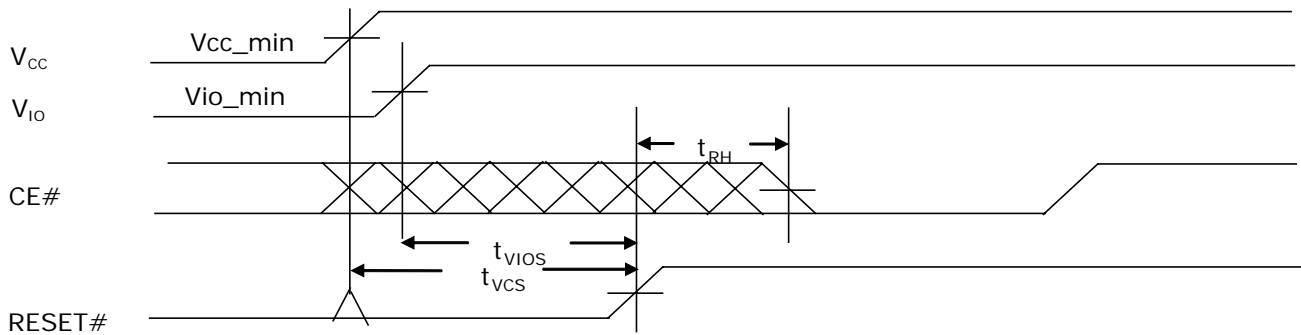 Vcc_min
VCC
Vio_min
VIO
tRH
CE#
tVIOS
tVCS
RESET#